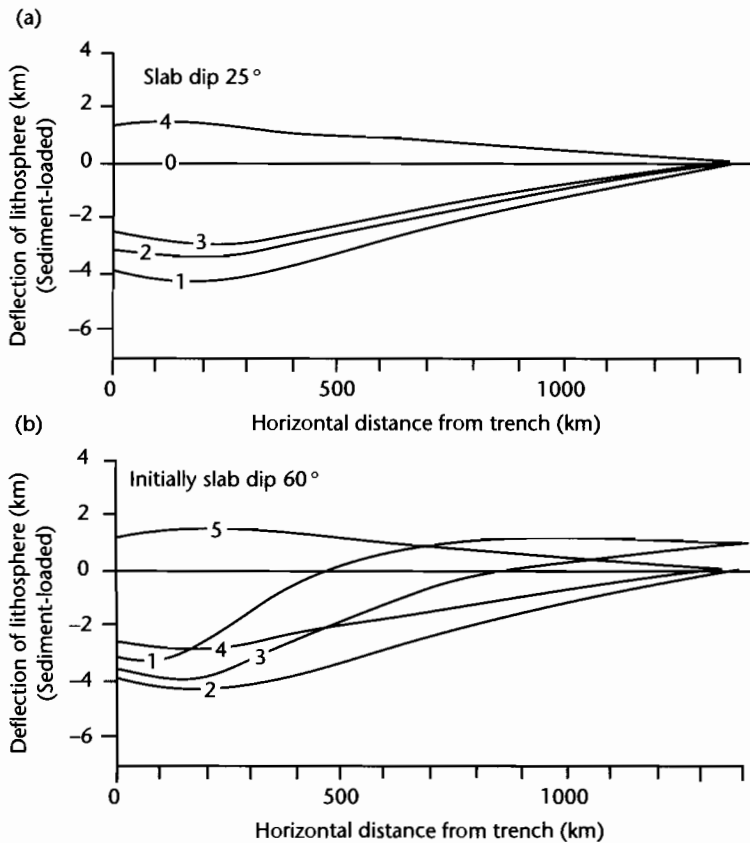 (a)
Deflection of lithosphere (km)
(Sediment-loaded)
4
2
0
–2
–4
–6
Slab dip 25°
4
0
3
2
1
0
500
1000
Horizontal distance from trench (km)
(b)
Deflection of lithosphere (km)
(Sediment-loaded)
4
2
0
–2
–4
–6
Initially slab dip 60°
5
4
1
3
2
0
500
1000
Horizontal distance from trench (km)